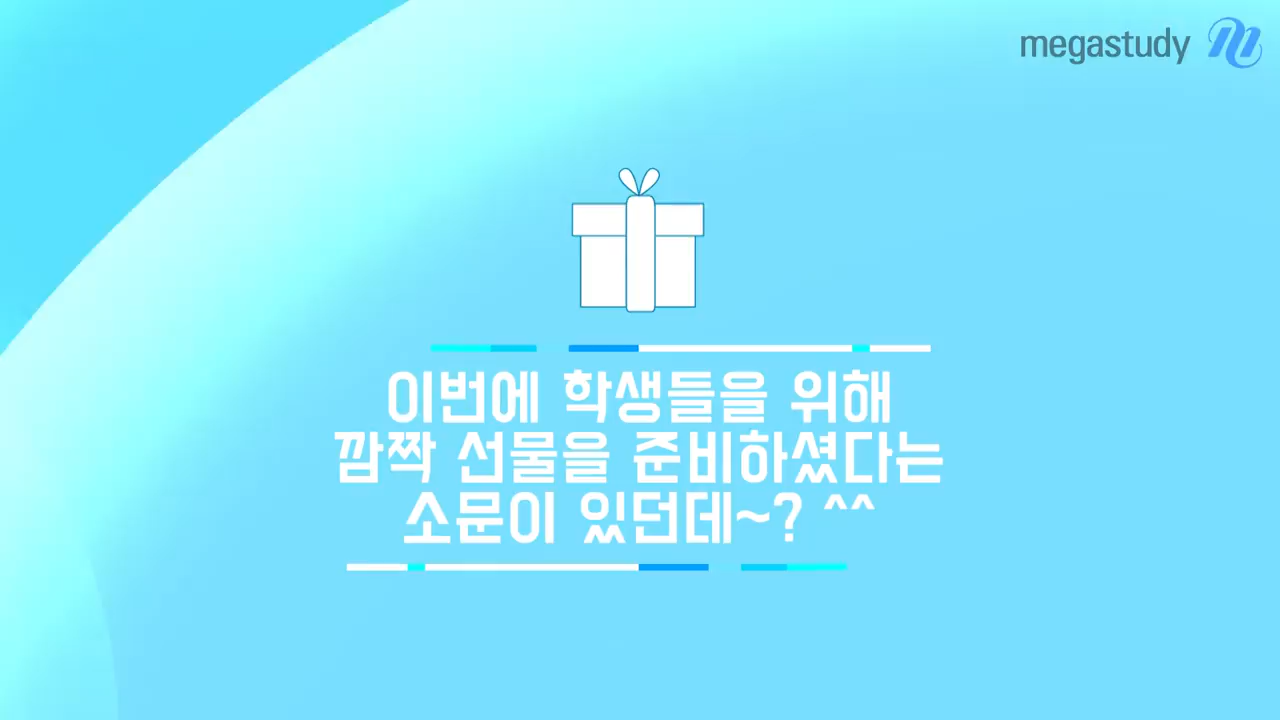 megastudy
이번에 학생들을 위해
깜짝 선물을 준비하셨다는
소문이 있던데~? ^^